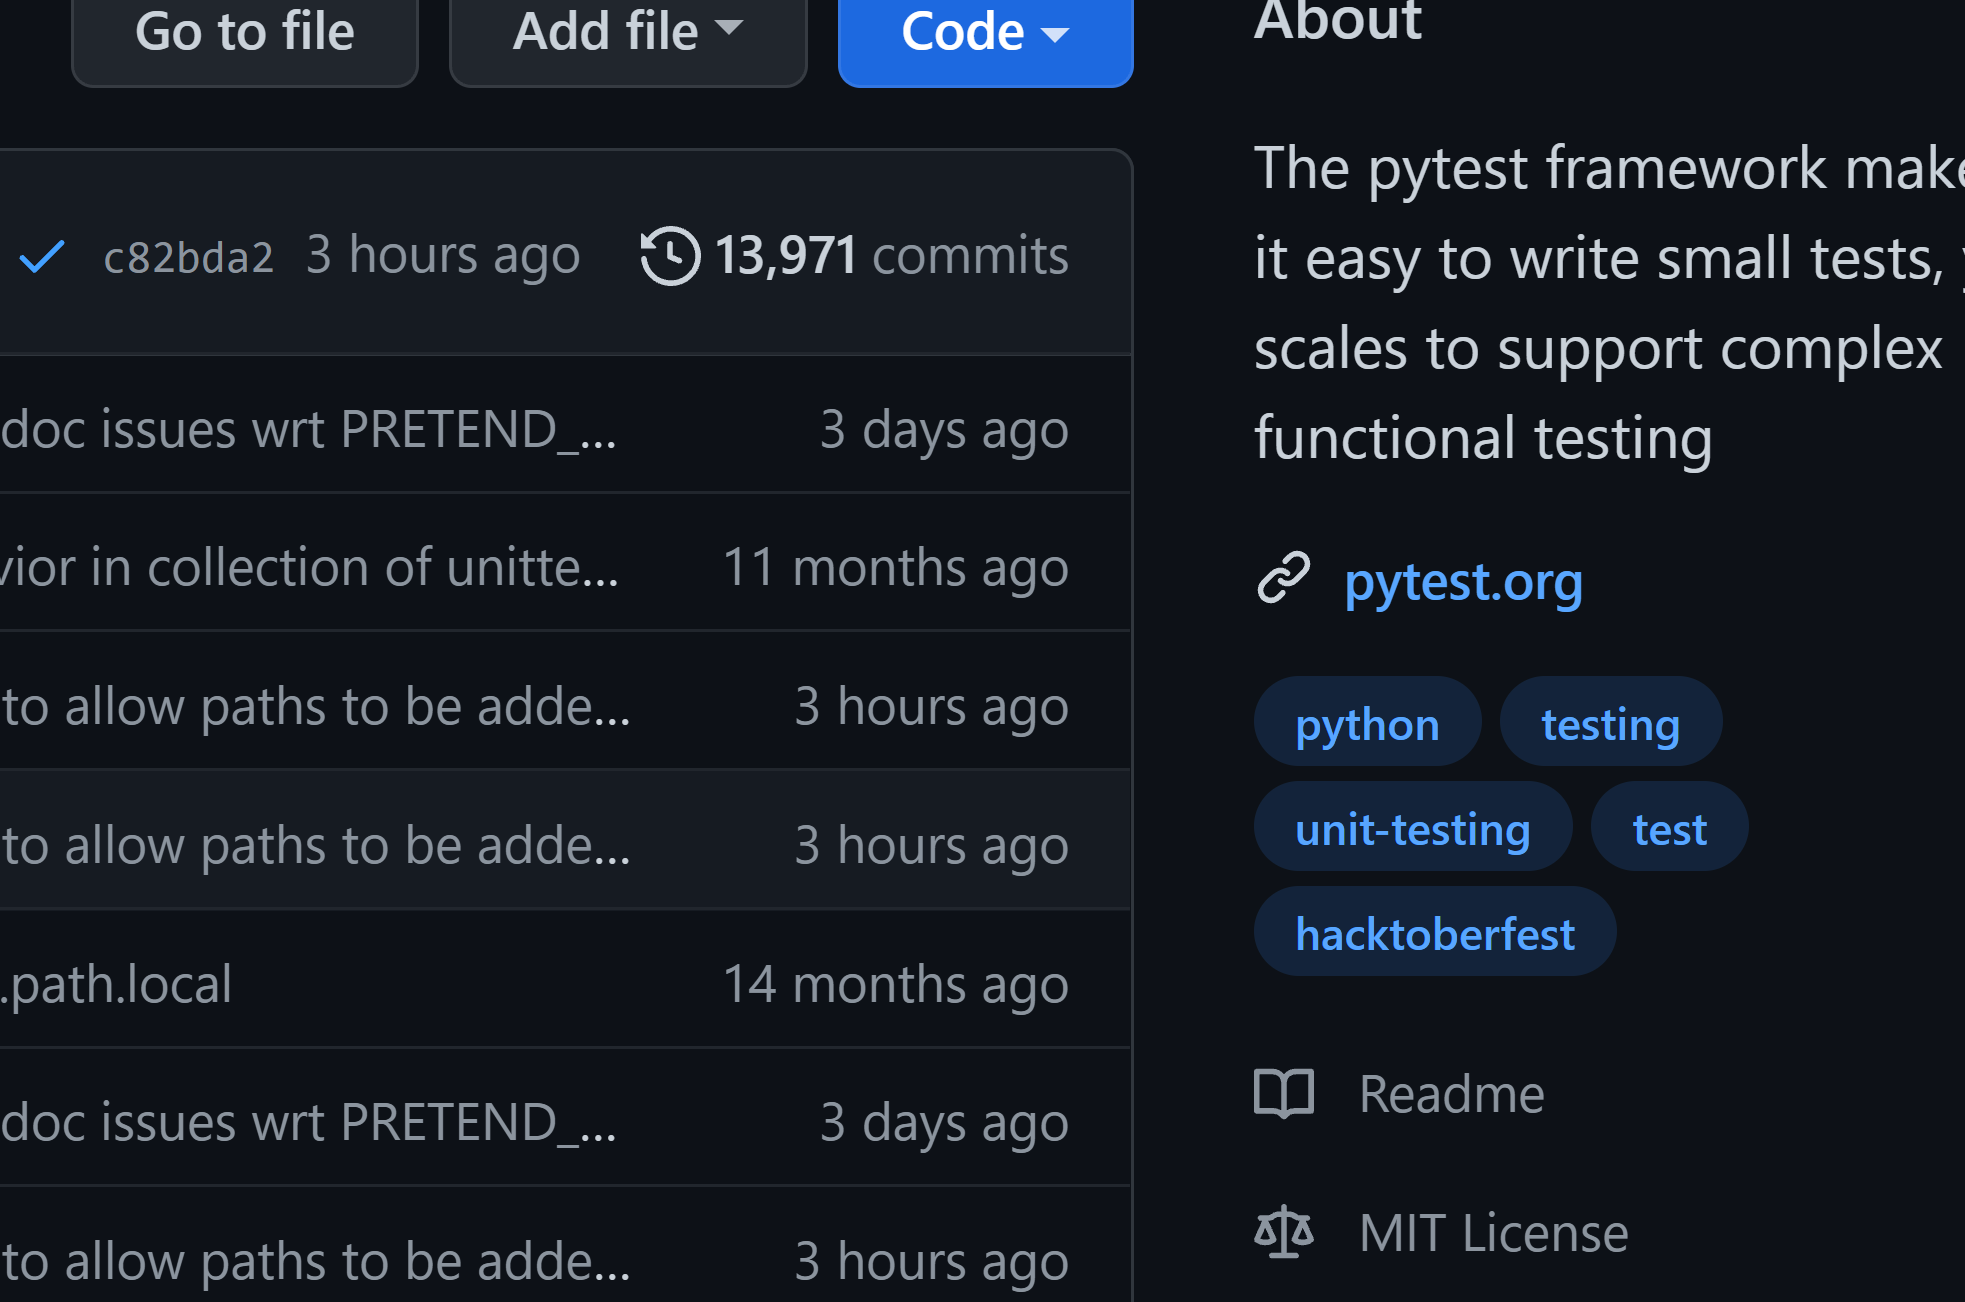 Go to file Add file Code
c82bda2 3 hours ago 13,971 commits
doc issues wrt PRETEND_... 3 days ago
vior in collection of unitte... 11 months ago
to allow paths to be adde... 3 hours ago
to allow paths to be adde... 3 hours ago
.path.local 14 months ago
doc issues wrt PRETEND_... 3 days ago
to allow paths to be adde... 3 hours ago
About
The pytest framework make
it easy to write small tests,
scales to support complex
functional testing
pytest.org
python testing
unit-testing test
hacktoberfest
Readme
MIT License